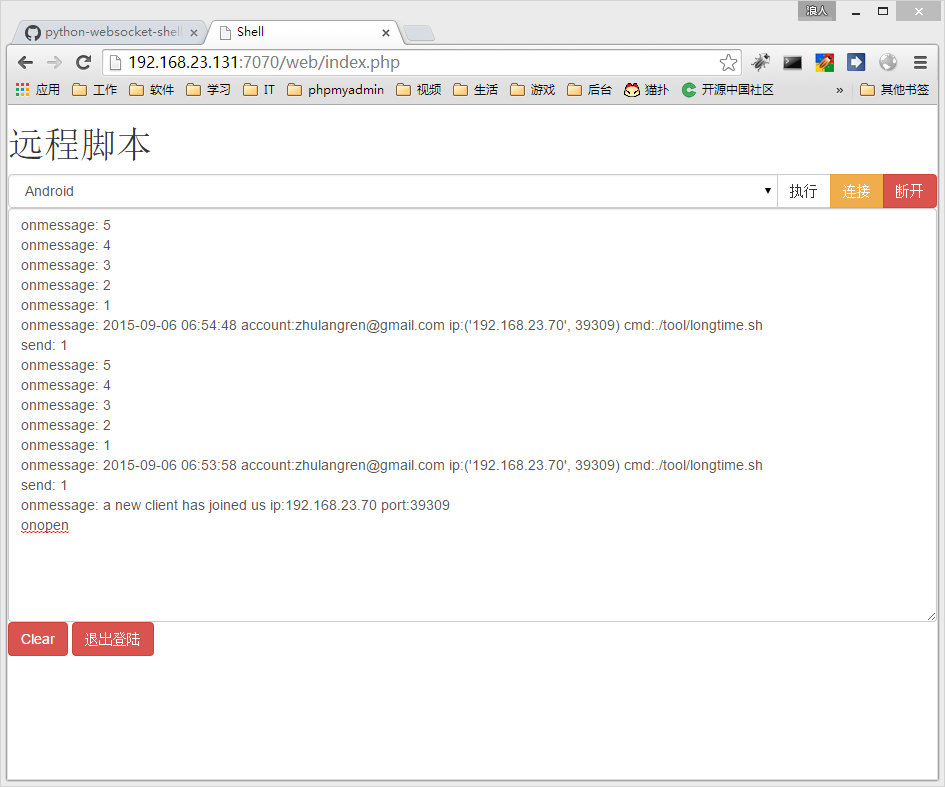 浪人
python-websocket-shell
Shell
192.168.23.131:7070/web/index.php
应用 工作 软件 学习 IT phpmyadmin 视频 生活 游戏 后台 猫扑 开源中国社区 » 其他书签
远程脚本
Android 执行 连接 断开
onmessage: 5
onmessage: 4
onmessage: 3
onmessage: 2
onmessage: 1
onmessage: 2015-09-06 06:54:48 account:zhulangren@gmail.com ip:('192.168.23.70', 39309) cmd:./tool/longtime.sh
send: 1
onmessage: 5
onmessage: 4
onmessage: 3
onmessage: 2
onmessage: 1
onmessage: 2015-09-06 06:53:58 account:zhulangren@gmail.com ip:('192.168.23.70', 39309) cmd:./tool/longtime.sh
send: 1
onmessage: a new client has joined us ip:192.168.23.70 port:39309
onopen
Clear 退出登陆